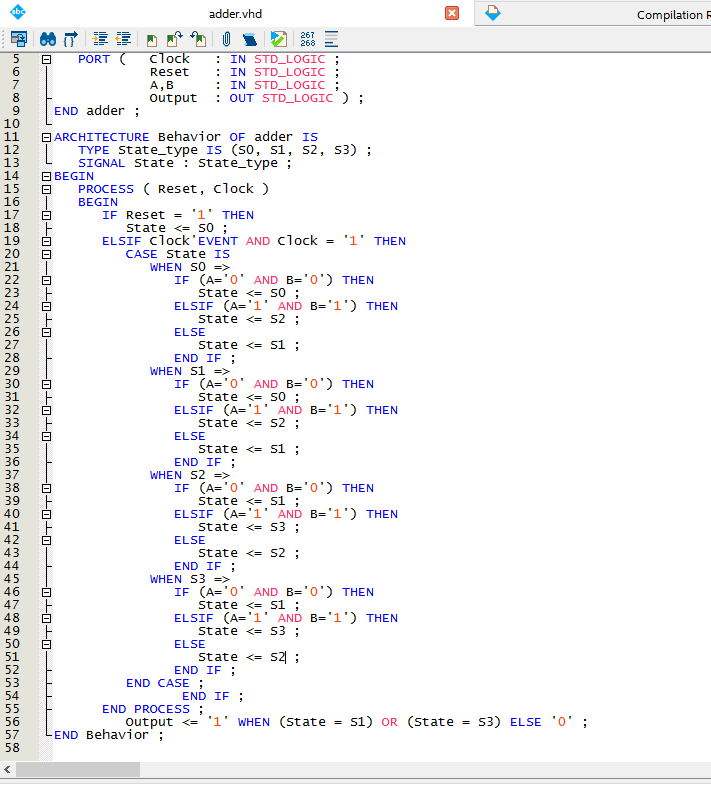 abc
adder.vhd
Compilation R
267
268
5 PORT ( Clock : IN STD_LOGIC ;
6 Reset : IN STD_LOGIC ;
7 A,B : IN STD_LOGIC ;
8 Output : OUT STD_LOGIC ) ;
9 END adder ;
10
11 ARCHITECTURE Behavior OF adder IS
12 TYPE State_type IS (S0, S1, S2, S3) ;
13 SIGNAL State : State_type ;
14 BEGIN
15 PROCESS ( Reset, Clock )
16 BEGIN
17 IF Reset = '1' THEN
18 State <= S0 ;
19 ELSIF Clock'EVENT AND Clock = '1' THEN
20 CASE State IS
21 WHEN S0 =>
22 IF (A='0' AND B='0') THEN
23 State <= S0 ;
24 ELSIF (A='1' AND B='1') THEN
25 State <= S2 ;
26 ELSE
27 State <= S1 ;
28 END IF ;
29 WHEN S1 =>
30 IF (A='0' AND B='0') THEN
31 State <= S0 ;
32 ELSIF (A='1' AND B='1') THEN
33 State <= S2 ;
34 ELSE
35 State <= S1 ;
36 END IF ;
37 WHEN S2 =>
38 IF (A='0' AND B='0') THEN
39 State <= S1 ;
40 ELSIF (A='1' AND B='1') THEN
41 State <= S3 ;
42 ELSE
43 State <= S2 ;
44 END IF ;
45 WHEN S3 =>
46 IF (A='0' AND B='0') THEN
47 State <= S1 ;
48 ELSIF (A='1' AND B='1') THEN
49 State <= S3 ;
50 ELSE
51 State <= S2 ;
52 END IF ;
53 END CASE ;
54 END IF ;
55 END PROCESS ;
56 Output <= '1' WHEN (State = S1) OR (State = S3) ELSE '0' ;
57 END Behavior ;
58